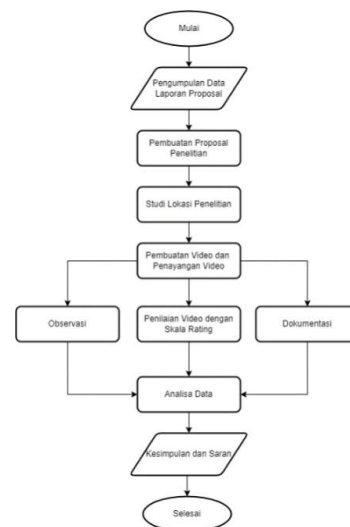 Mulai
Pengumpulan Data
Laporan Proposal
Pembuatan Proposal
Penelitian
Studi Lokasi Penelitian
Pembuatan Video dan
Penayangan Video
Observasi
Penilaian Video dengan
Skala Rating
Dokumentasi
Analisa Data
Kesimpulan dan Saran
Selesai